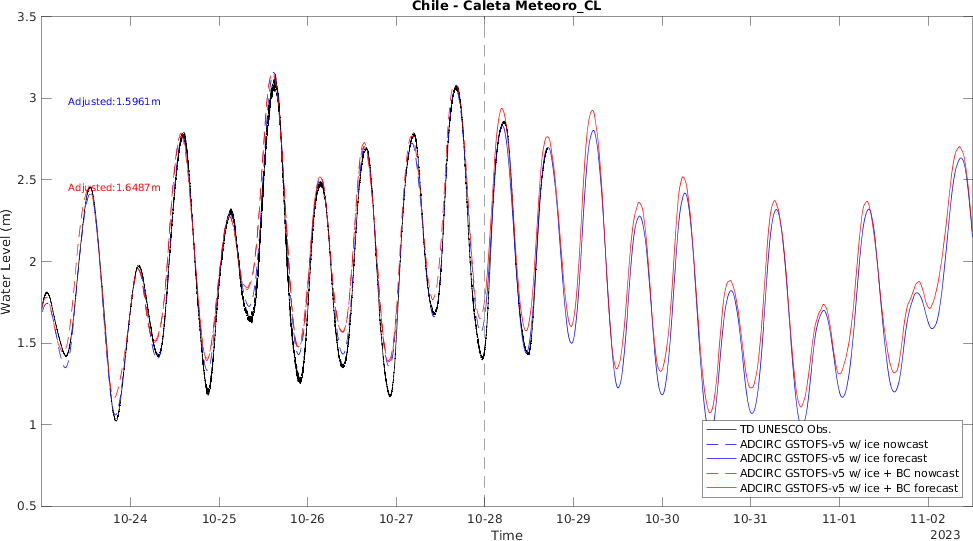 Chile - Caleta Meteoro_CL
3.5
3
2.5
2
1.5
1
0.5
Water Level (m)
Adjusted:1.5961m
Adjusted:1.6487m
TD UNESCO Obs.
ADCIRC GSTOFS-v5 w/ ice nowcast
ADCIRC GSTOFS-v5 w/ ice forecast
ADCIRC GSTOFS-v5 w/ ice + BC nowcast
ADCIRC GSTOFS-v5 w/ ice + BC forecast
10-24 10-25 10-26 10-27 10-28 10-29 10-30 10-31 11-01 11-02
2023
Time